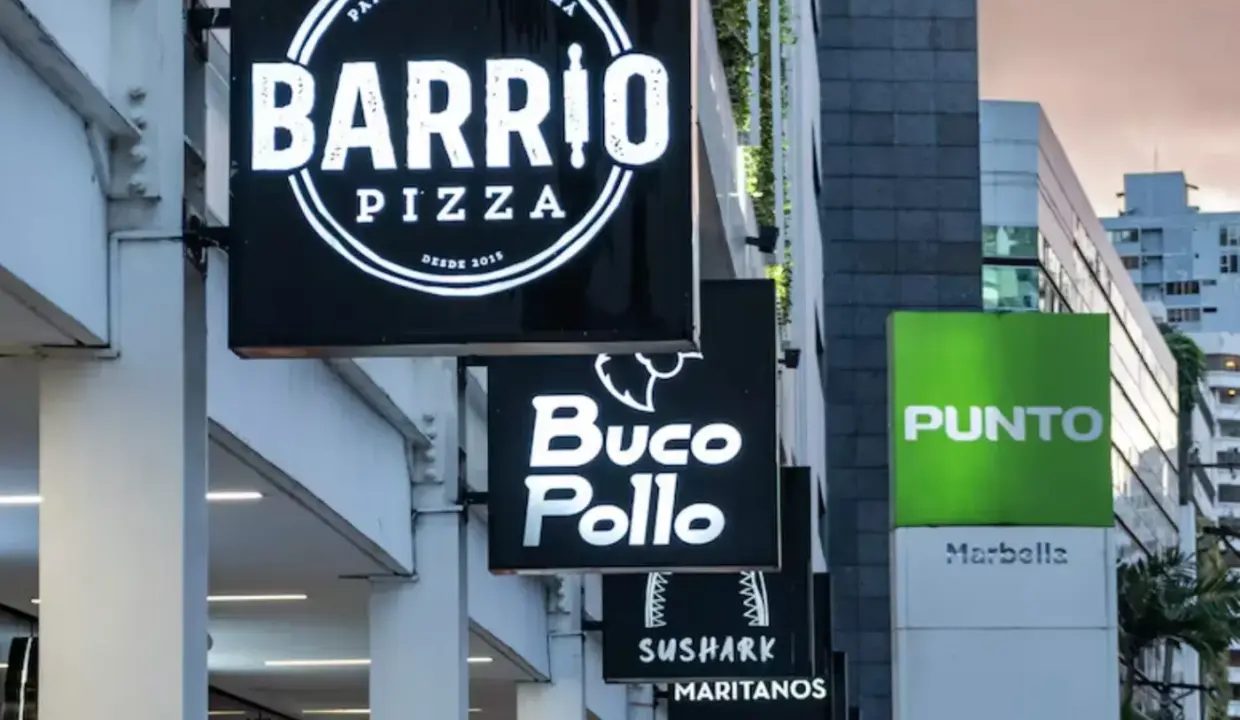 BARRIO
PIZZA
DESDE 2015
Buco
Pollo
SUSHARK
MARITANOS
PUNTO
Marbella